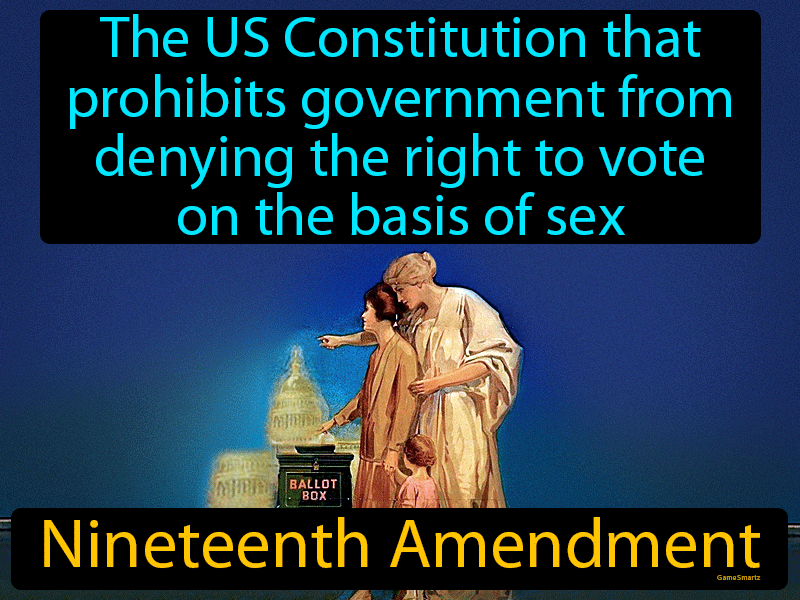 The US Constitution that
prohibits government from
denying the right to vote
on the basis of sex
BALLOT
BOX
Nineteenth Amendment
GameSmartz